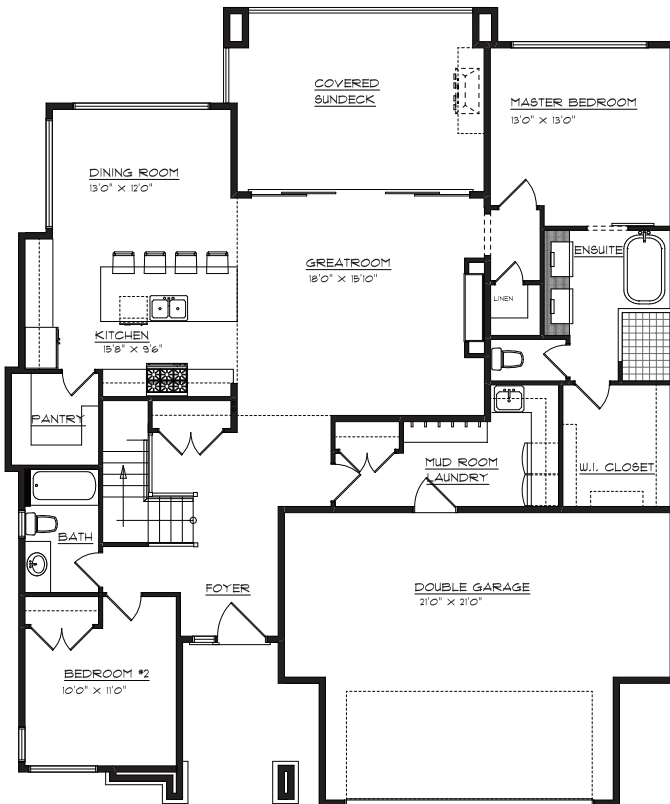 COVERED
SUNDECK
MASTER BEDROOM
13'0" X 13'0"
DINING ROOM
13'0" X 12'0"
GREATROOM
18'0" X 15'10"
ENSUITE
LINEN
KITCHEN
15'8" X 9'6"
PANTRY
MUD ROOM
LAUNDRY
W.I. CLOSET
BATH
FOYER
DOUBLE GARAGE
21'0" X 21'0"
BEDROOM #2
10'0" X 11'0"